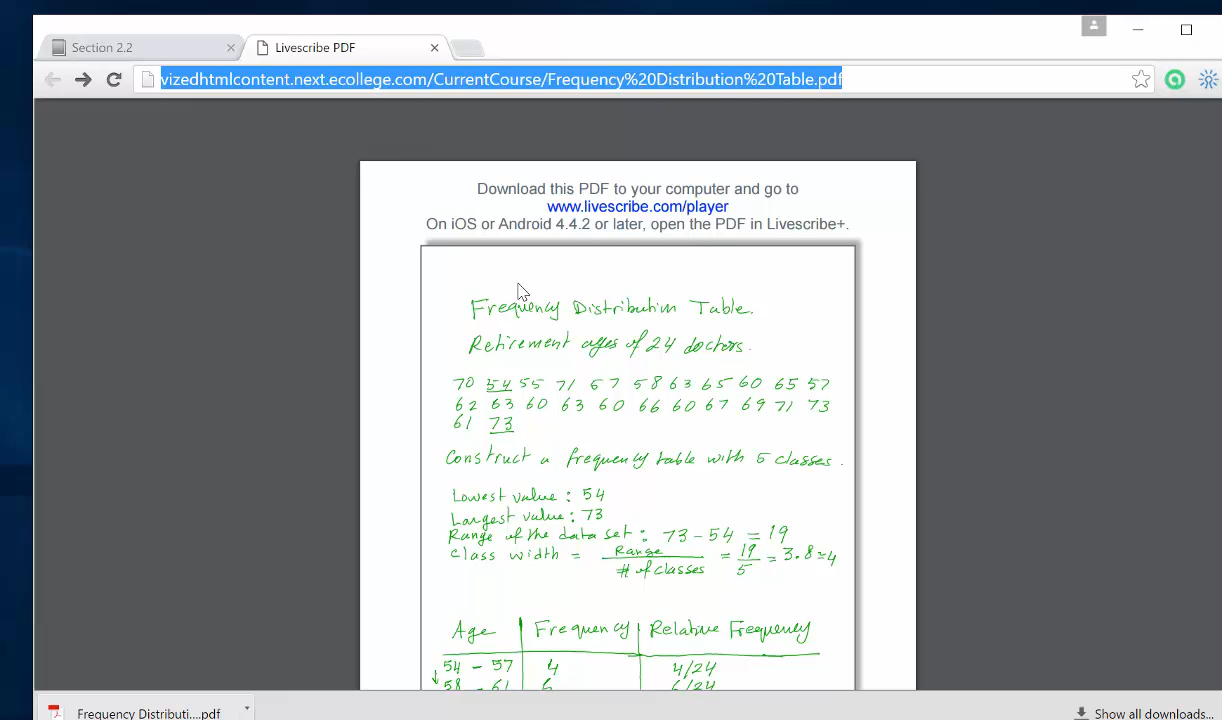 Section 2.2
Livescribe PDF
vizedhtmlcontent.next.ecollege.com/CurrentCourse/Frequency%20Distribution%20Table.pdf
Download this PDF to your computer and go to
www.livescribe.com/player
On iOS or Android 4.4.2 or later, open the PDF in Livescribe+.
Frequency Distribution Table.
Retirement ages of 24 doctors.
70 54 55 71 57 58 63 65 60 65 57
62 63 60 63 60 66 60 67 69 71 73
61 73
Construct a frequency table with 5 classes.
Lowest value : 54
Largest value : 73
Range of the data set : 73 - 54 = 19
Class width = Range / # of classes = 19/5 = 3.8 ≃ 4
Age Frequency Relative Frequency
54 - 57 4 4/24
58 - 61 6/24
Frequency Distributi....pdf
Show all downloads...